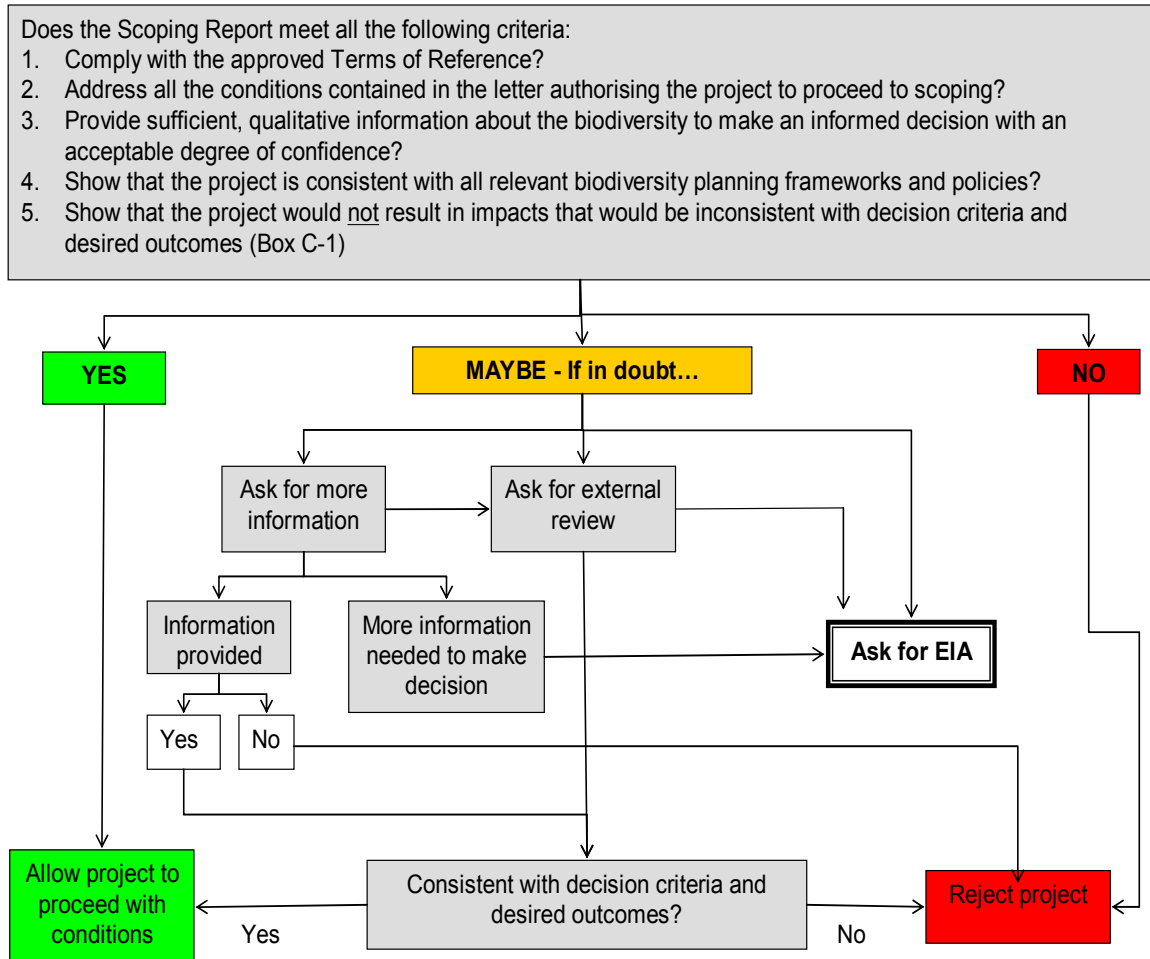 Does the Scoping Report meet all the following criteria:
1. Comply with the approved Terms of Reference?
2. Address all the conditions contained in the letter authorising the project to proceed to scoping?
3. Provide sufficient, qualitative information about the biodiversity to make an informed decision with an
acceptable degree of confidence?
4. Show that the project is consistent with all relevant biodiversity planning frameworks and policies?
5. Show that the project would not result in impacts that would be inconsistent with decision criteria and
desired outcomes (Box C-1)
YES
MAYBE - If in doubt…
NO
Ask for more
information
Ask for external
review
Information
provided
More information
needed to make
decision
Ask for EIA
Yes
No
Allow project to
proceed with
conditions
Yes
Consistent with decision criteria and
desired outcomes?
No
Reject project